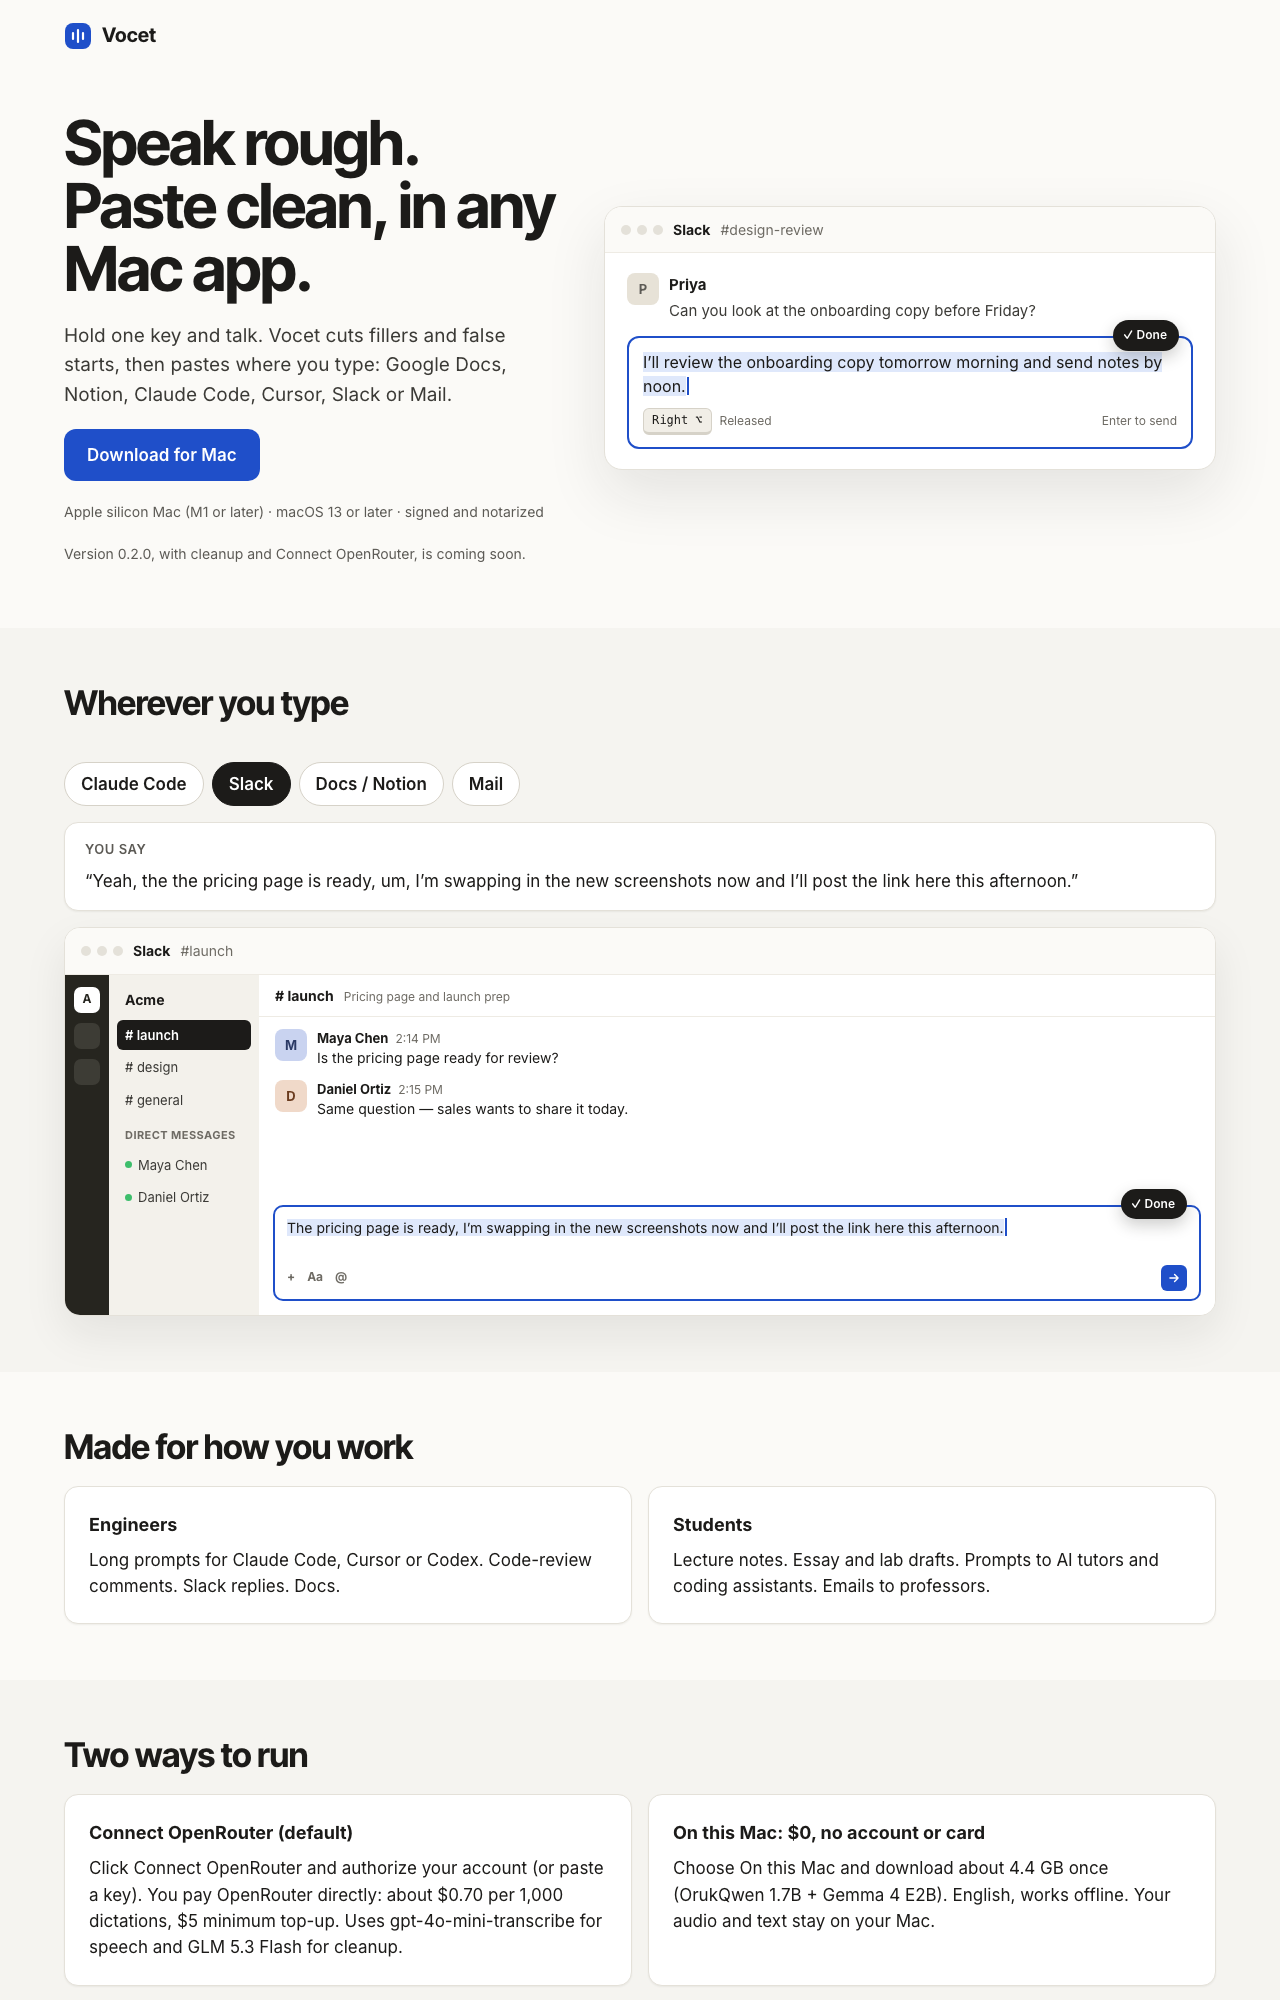 Vocet
Speak rough.
Paste clean, in any
Mac app.
Hold one key and talk. Vocet cuts fillers and false
starts, then pastes where you type: Google Docs,
Notion, Claude Code, Cursor, Slack or Mail.
Download for Mac
Apple silicon Mac (M1 or later) · macOS 13 or later · signed and notarized
Version 0.2.0, with cleanup and Connect OpenRouter, is coming soon.
Slack #design-review
P
Priya
Can you look at the onboarding copy before Friday?
✓ Done
I’ll review the onboarding copy tomorrow morning and send notes by
noon.
Right ⌥ Released
Enter to send
Wherever you type
Claude Code
Slack
Docs / Notion
Mail
YOU SAY
“Yeah, the the pricing page is ready, um, I’m swapping in the new screenshots now and I’ll post the link here this afternoon.”
Slack #launch
A
Acme
# launch
# design
# general
DIRECT MESSAGES
Maya Chen
Daniel Ortiz
# launch Pricing page and launch prep
M
Maya Chen 2:14 PM
Is the pricing page ready for review?
D
Daniel Ortiz 2:15 PM
Same question — sales wants to share it today.
✓ Done
The pricing page is ready, I’m swapping in the new screenshots now and I’ll post the link here this afternoon.
+ Aa @
→
Made for how you work
Engineers
Long prompts for Claude Code, Cursor or Codex. Code-review
comments. Slack replies. Docs.
Students
Lecture notes. Essay and lab drafts. Prompts to AI tutors and
coding assistants. Emails to professors.
Two ways to run
Connect OpenRouter (default)
Click Connect OpenRouter and authorize your account (or paste
a key). You pay OpenRouter directly: about $0.70 per 1,000
dictations, $5 minimum top-up. Uses gpt-4o-mini-transcribe for
speech and GLM 5.3 Flash for cleanup.
On this Mac: $0, no account or card
Choose On this Mac and download about 4.4 GB once
(OrukQwen 1.7B + Gemma 4 E2B). English, works offline. Your
audio and text stay on your Mac.